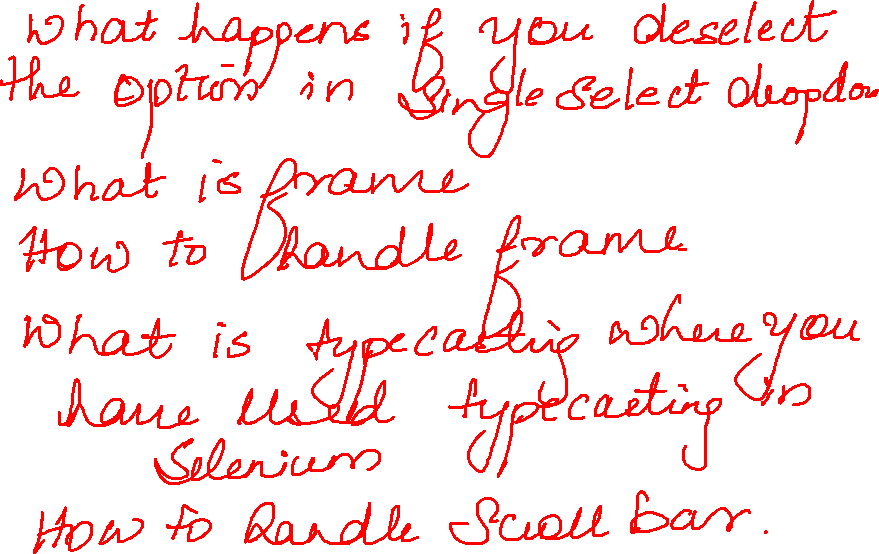 What happens if you deselect
the option in Single Select dropdow
What is frame
How to handle frame
What is typecasting where you
have used typecasting in
Selenium
How to handle Scroll bar.